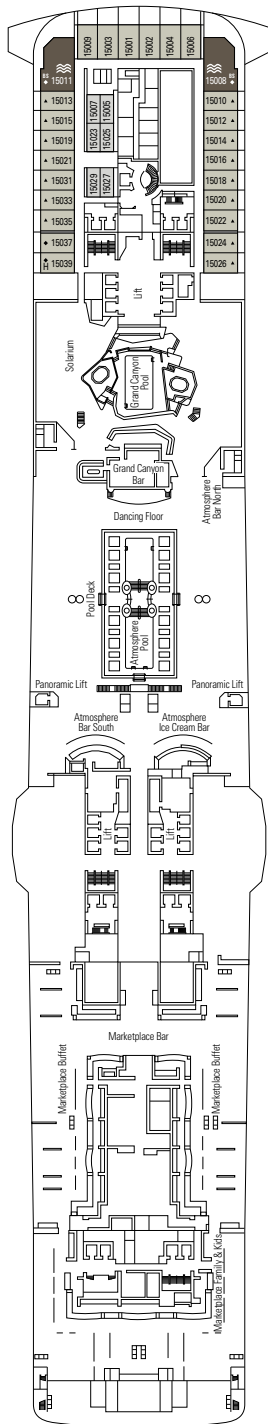 15009
15003
15001
15002
15004
15006
BS
15011
15008
BS
15013
15007
15005
15010
15015
15012
15019
15023
15025
15014
15021
15016
15031
15029
15027
15018
15033
15020
15035
15022
15037
15024
H
15039
15026
Lift
Solarium
Grand Canyon
Pool
Grand Canyon
Bar
Atmosphere
Bar North
Dancing Floor
Pool Deck
Atmosphere
Pool
Panoramic Lift
Panoramic Lift
Atmosphere
Bar South
Atmosphere
Ice Cream Bar
Lift
Lift
Marketplace Bar
Marketplace Buffet
Marketplace Buffet
Marketplace Family & Kids